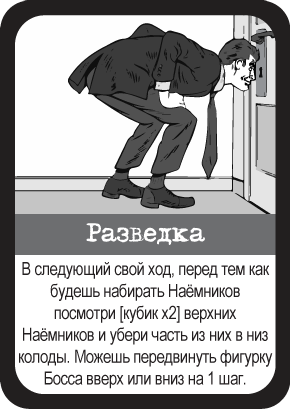 1
Разведка
В следующий свой ход, перед тем как
будешь набирать Наёмников
посмотри [кубик x2] верхних
Наёмников и убери часть из них в низ
колоды. Можешь передвинуть фигурку
Босса вверх или вниз на 1 шаг.